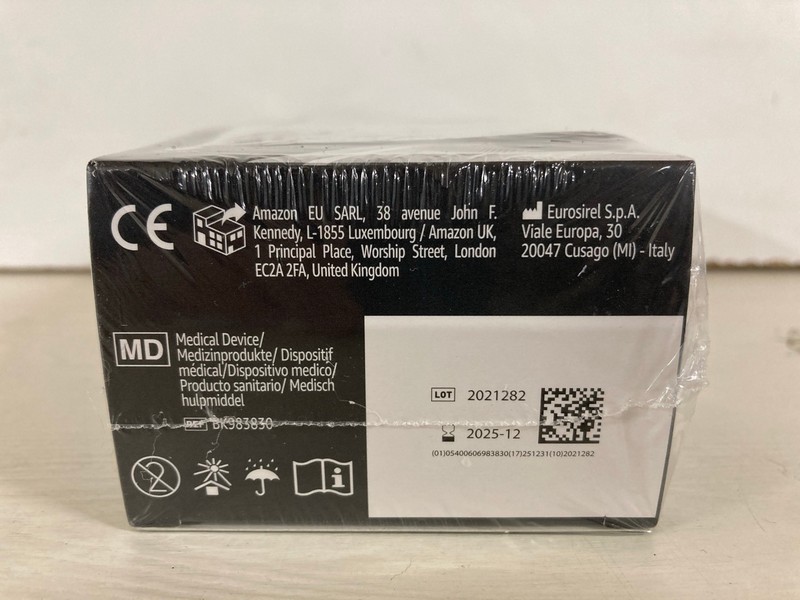 CE
Amazon EU SARL, 38 avenue John F.
Kennedy, L-1855 Luxembourg / Amazon UK,
1 Principal Place, Worship Street, London
EC2A 2FA, United Kingdom
Eurosirel S.p.A.
Viale Europa, 30
20047 Cusago (MI) - Italy
MD
Medical Device/
Medizinprodukte/ Dispositif
médical/Dispositivo medico/
Producto sanitario/ Medisch
hulpmiddel
REF BK983830
2
i
LOT 2021282
2025-12
(01)05400606983830(17)251231(10)2021282